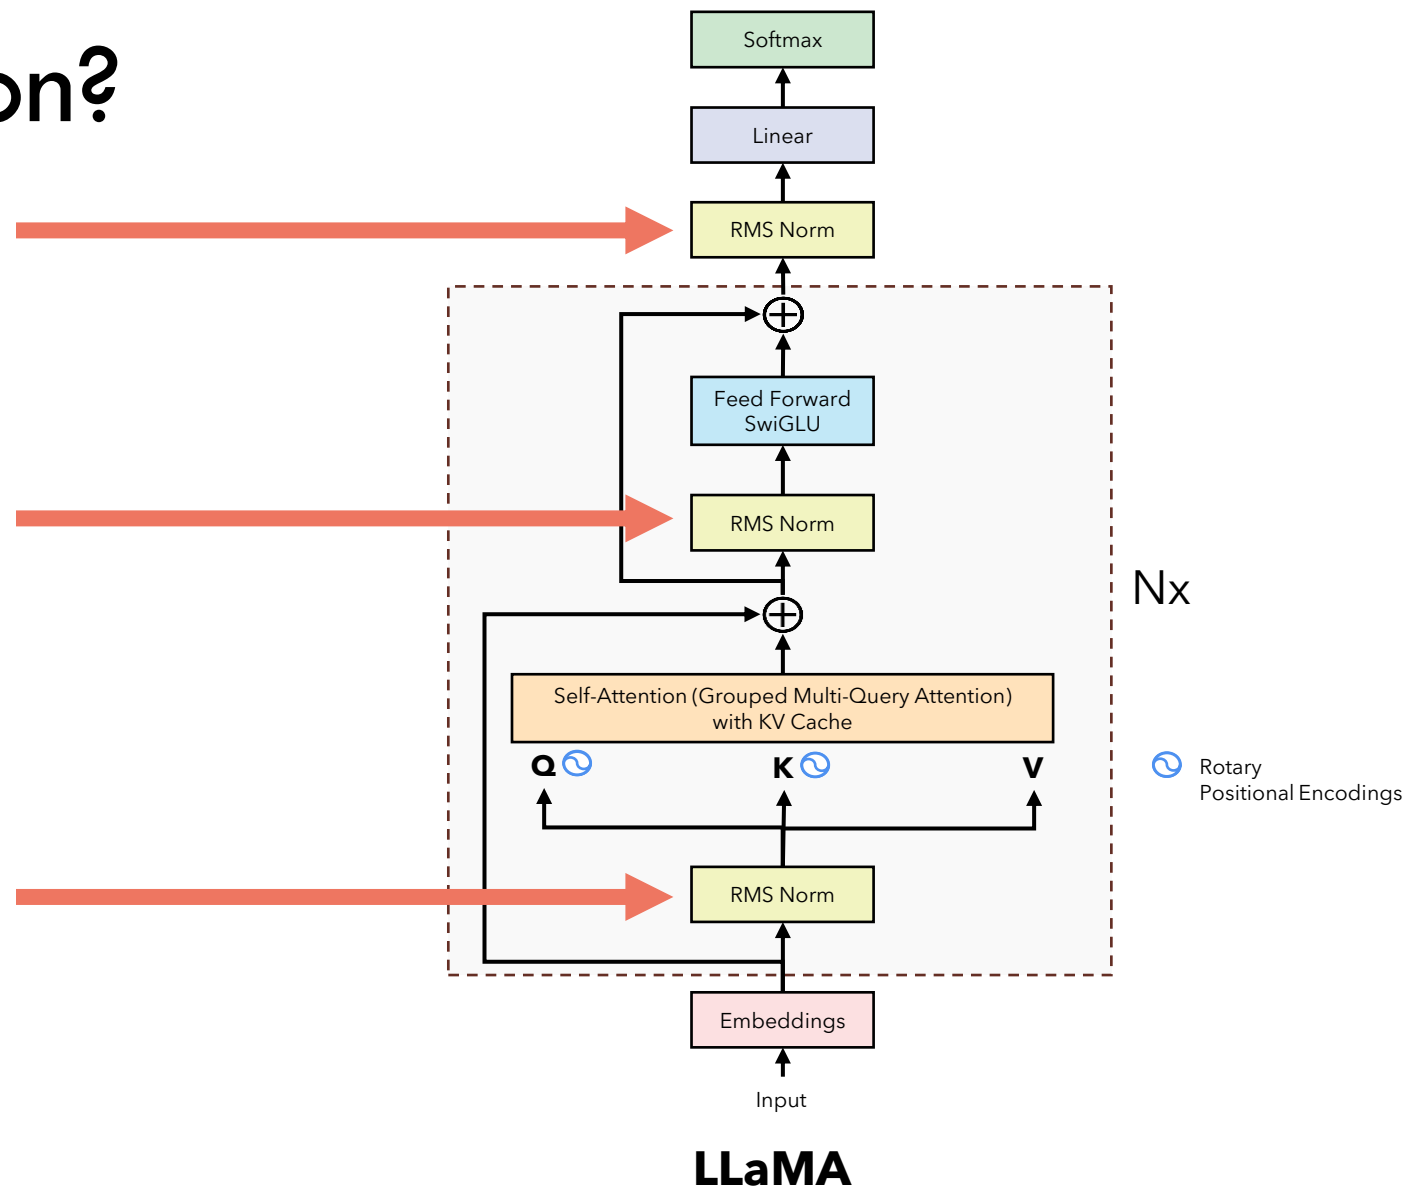 on?
Softmax
Linear
RMS Norm
Feed Forward
SwiGLU
RMS Norm
Nx
Self-Attention (Grouped Multi-Query Attention)
with KV Cache
Q K V
Rotary
Positional Encodings
RMS Norm
Embeddings
Input
LLaMA